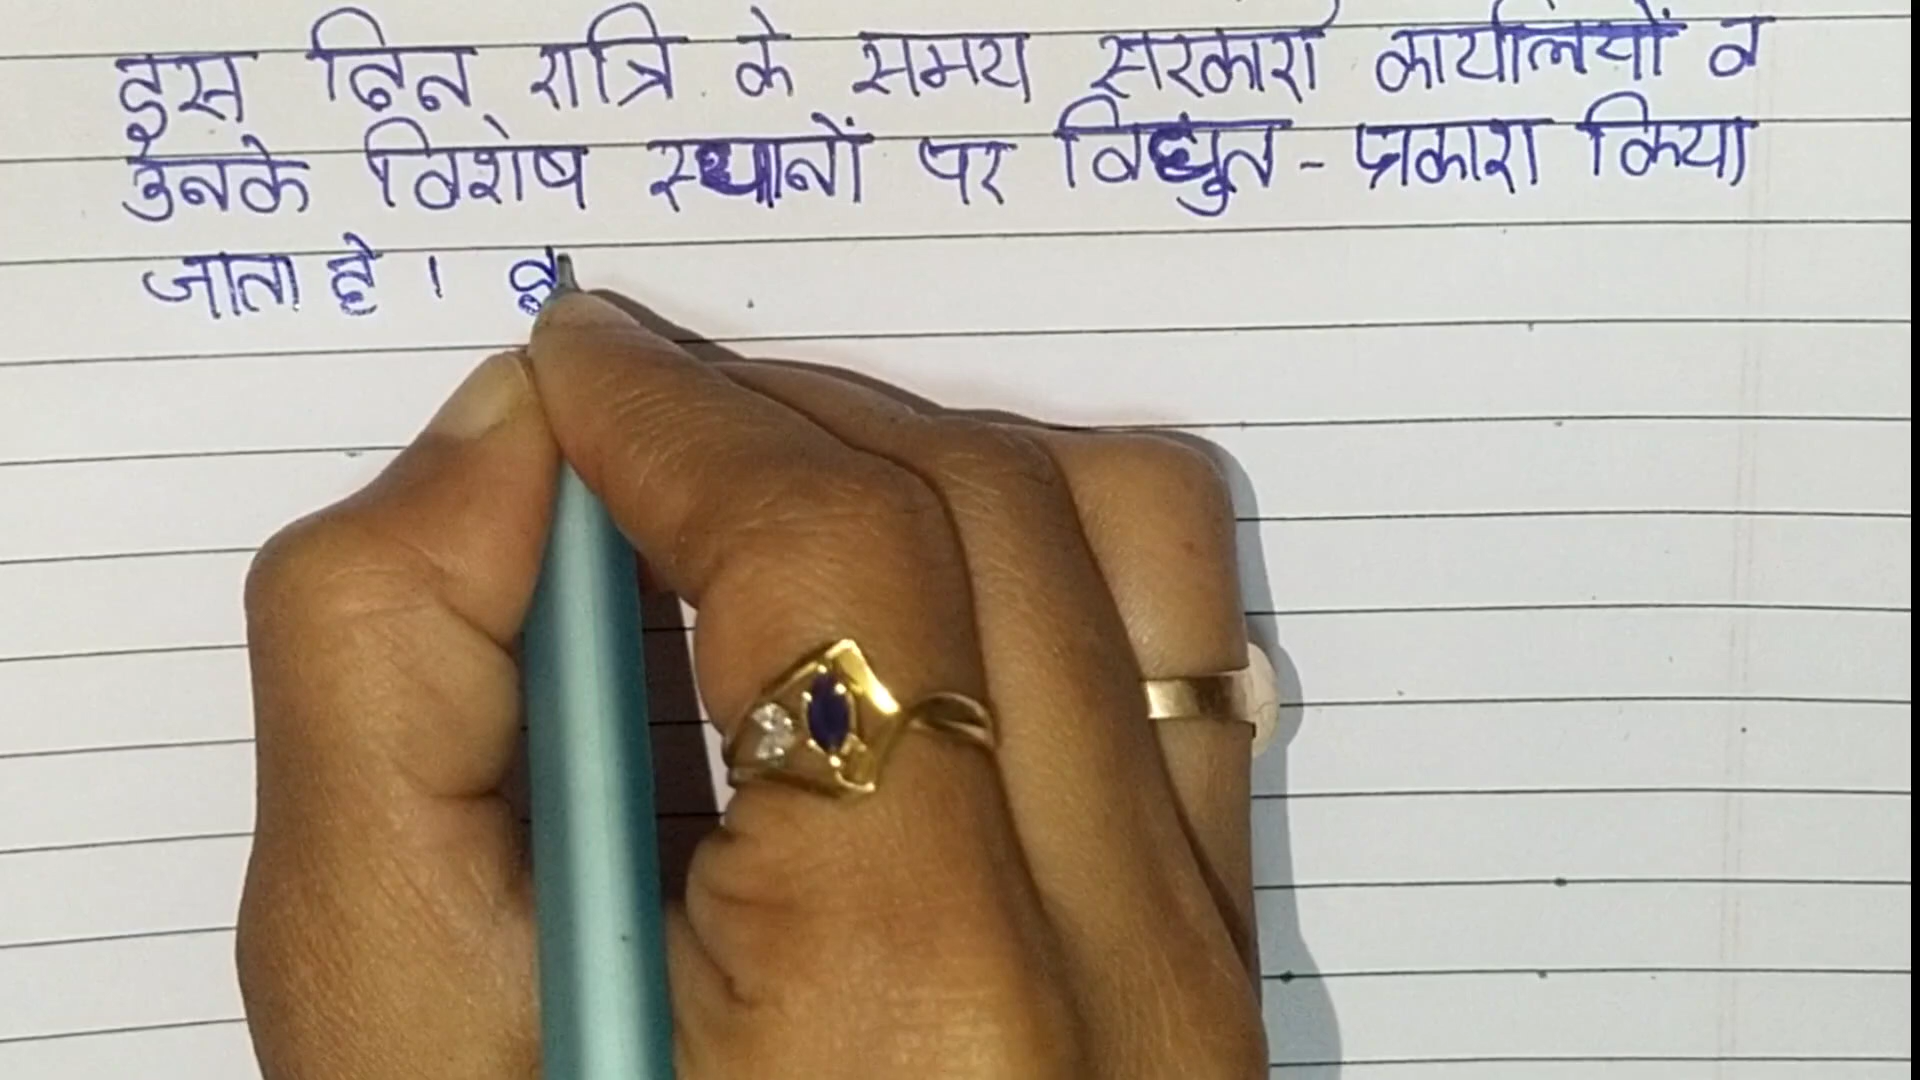 इस दिन रात्रि के समय सरकारी कार्यालयों व
उनके विशेष स्थानों पर विद्युत - प्रकाश किया
जाता है ।